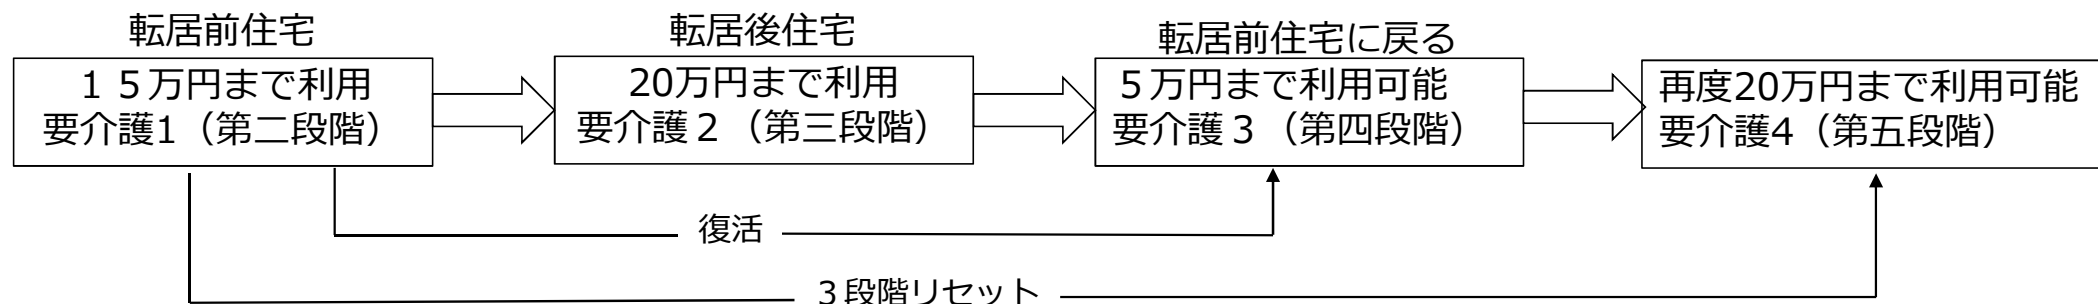 転居前住宅
１５万円まで利用
要介護1（第二段階）
転居後住宅
20万円まで利用
要介護２（第三段階）
転居前住宅に戻る
５万円まで利用可能
要介護３（第四段階）
再度20万円まで利用可能
要介護4（第五段階）
復活
３段階リセット